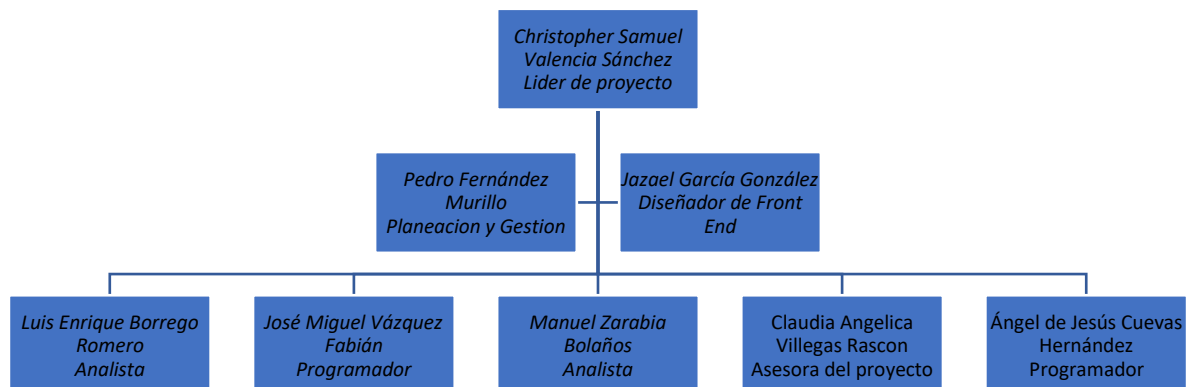 Christopher Samuel
Valencia Sánchez
Lider de proyecto
Pedro Fernández
Murillo
Planeacion y Gestion
Jazael García González
Diseñador de Front
End
Luis Enrique Borrego
Romero
Analista
José Miguel Vázquez
Fabián
Programador
Manuel Zarabia
Bolaños
Analista
Claudia Angelica
Villegas Rascon
Asesora del proyecto
Ángel de Jesús Cuevas
Hernández
Programador